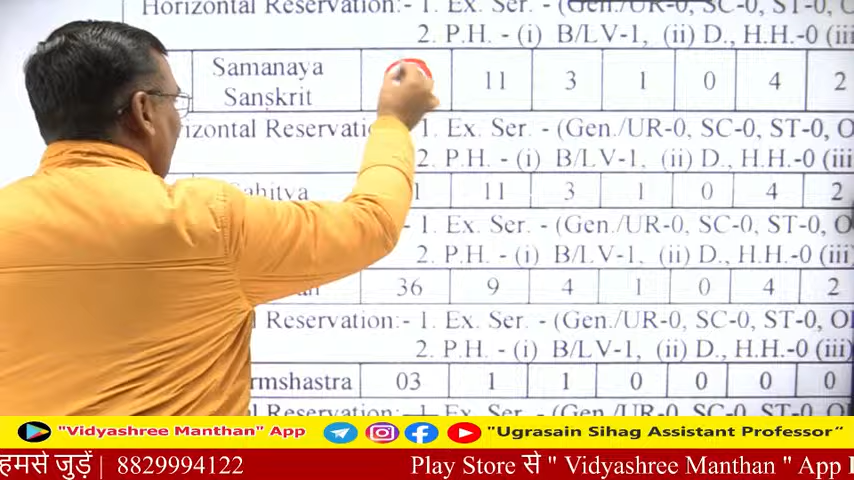 Horizontal Reservation:- 1. Ex. Ser. - (Gen./UR-0, SC-0, ST-0, O
2. P.H. - (i) B/LV-1, (ii) D., H.H.-0 (iii
Samanaya Sanskrit 11 3 1 0 4 2
rizontal Reservatio 1. Ex. Ser. - (Gen./UR-0, SC-0, ST-0, O
2. P.H. - (i) B/LV-1, (ii) D., H.H.-0 (iii
Sahitya 1 11 3 1 0 4 2
- 1. Ex. Ser. - (Gen./UR-0, SC-0, ST-0, O
2. P.H. - (i) B/LV-1, (ii) D., H.H.-0 (iii)
36 9 4 1 0 4 2
Reservation:- 1. Ex. Ser. - (Gen./UR-0, SC-0, ST-0, O
2. P.H. - (i) B/LV-1, (ii) D., H.H.-0 (iii)
rmshastra 03 1 1 0 0 0 0
Reservation:- 1. Ex. Ser. - (Gen./UR-0, SC-0, ST-0, O
"Vidyashree Manthan" App "Ugrasain Sihag Assistant Professor"
हमसे जुड़ें | 8829994122 Play Store से " Vidyashree Manthan " App